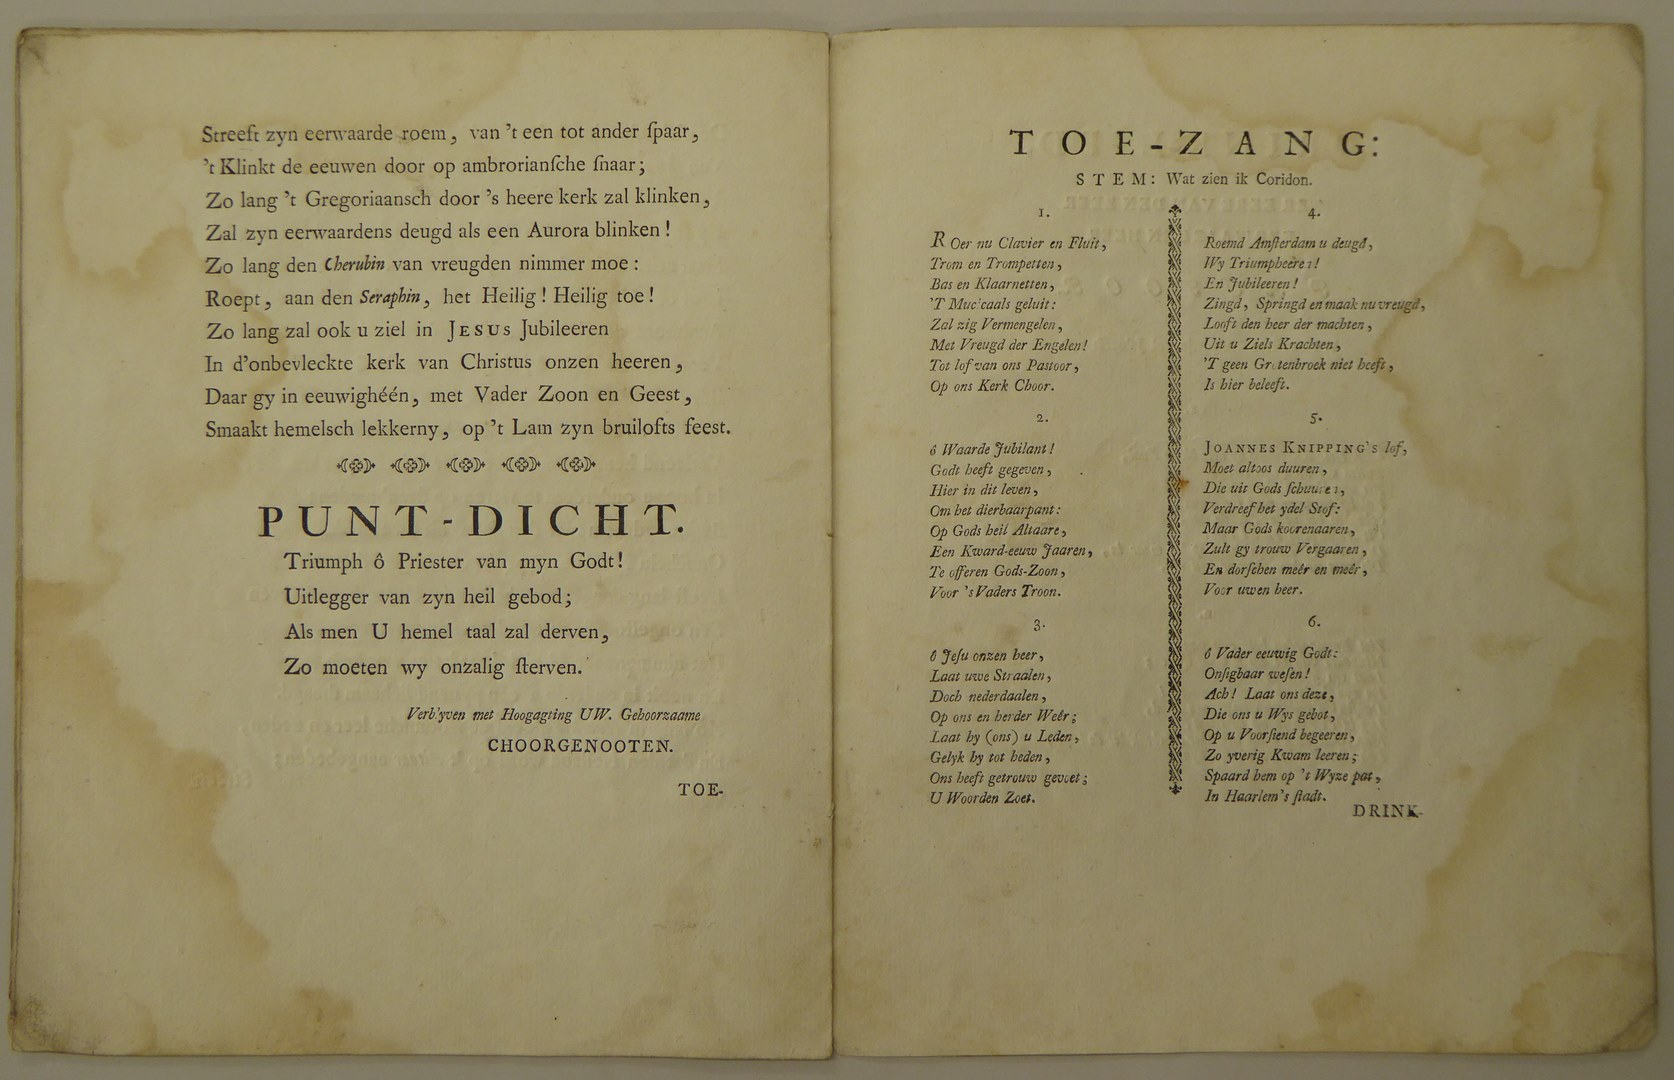 Streeft zyn eerwaarde roem, van 't een tot ander ſpaar,
't Klinkt de eeuwen door op ambrorianſche ſnaar;
Zo lang 't Gregoriaansch door 's heere kerk zal klinken,
Zal zyn eerwaardens deugd als een Aurora blinken!
Zo lang den Cherubin van vreugden nimmer moe:
Roept, aan den Seraphin, het Heilig! Heilig toe!
Zo lang zal ook u ziel in JESUS Jubileeren
In d'onbevleckte kerk van Christus onzen heeren,
Daar gy in eeuwighéén, met Vader Zoon en Geest,
Smaakt hemelsch lekkerny, op 't Lam zyn bruilofts feest.
PUNT-DICHT.
Triumph ô Priester van myn Godt!
Uitlegger van zyn heil gebod;
Als men U hemel taal zal derven,
Zo moeten wy onzalig ſterven.
Verb'yven met Hoogagting UW. Gehoorzaame
CHOORGENOOTEN.
TOE-
TOE-ZANG:
STEM: Wat zien ik Coridon.
1.
ROer nu Clavier en Fluit,
Trom en Trompetten,
Bas en Klaarnetten,
'T Muc'caals geluit:
Zal zig Vermengelen,
Met Vreugd der Engelen!
Tot lof van ons Pastoor,
Op ons Kerk Choor.
2.
ô Waarde Jubilant!
Godt heeft gegeven,
Hier in dit leven,
Om het dierbaarpant:
Op Gods heil Altaare,
Een Kward-eeuw Jaaren,
Te offeren Gods-Zoon,
Voor 's Vaders Troon.
3.
ô Jeſu onzen heer,
Laat uwe Straalen,
Doch nederdaalen,
Op ons en herder Weêr;
Laat hy (ons) u Leden,
Gelyk hy tot heden,
Ons heeft getrouw gevoet;
U Woorden Zoet.
4.
Roemd Amſterdam u deugd,
Wy Triumpheere !
En Jubileeren!
Zingd, Springd en maak nu vreugd,
Looft den heer der machten,
Uit u Ziels Krachten,
'T geen Gr tenbroek niet heeft,
Is hier beleeft.
5.
JOANNES KNIPPING'S lof,
Moet altoos duuren,
Die uit Gods ſchuure ,
Verdreef het ydel Stof:
Maar Gods koorenaaren,
Zult gy trouw Vergaaren,
En dorſchen meêr en meêr,
Voor uwen heer.
6.
ô Vader eeuwig Godt:
Onſigbaar weſen!
Ach! Laat ons deze,
Die ons u Wys gebot,
Op u Voorſiend begeeren,
Zo yverig Kwam leeren;
Spaard hem op 't Wyze pat,
In Haarlem's ſtadt.
DRINK-